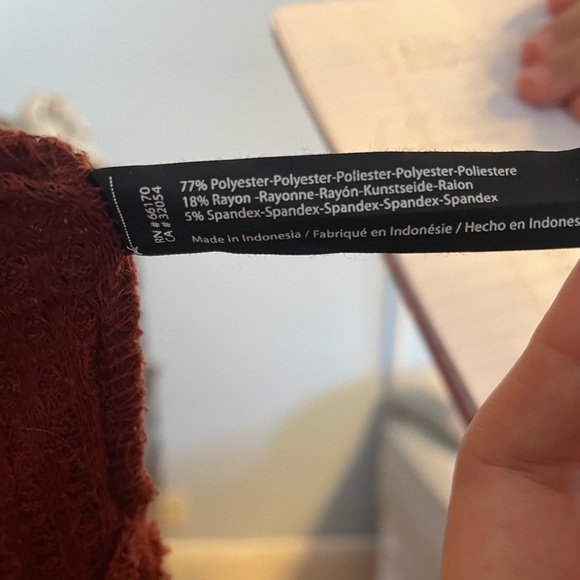 RN # 66170
CA # 32054
77% Polyester-Polyester-Poliester-Polyester-Poliestere
18% Rayon -Rayonne-Rayón-Kunstseide-Raion
5% Spandex-Spandex-Spandex-Spandex-Spandex
Made in Indonesia / Fabriqué en Indonésie / Hecho en Indones